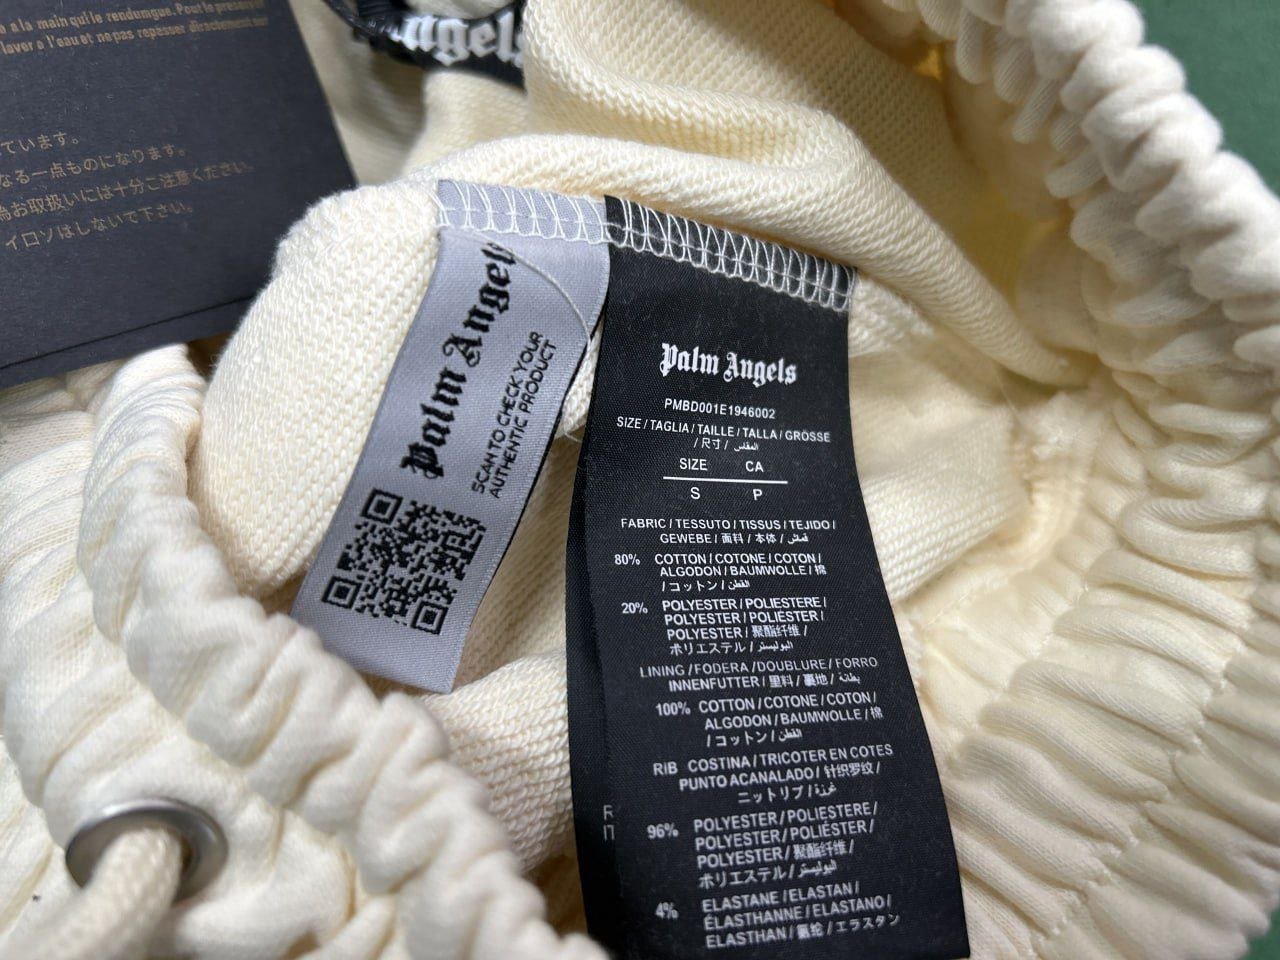 a la main qui le rendumgue. Pout le present
laver a l'eau et ne pas repasser directement sur
ています。
なる一点ものになります。
為お取扱いには十分ご注意ください。
イロソはしないで下さい。
Angels
Palm Angels
SCAN TO CHECK YOUR
AUTHENTIC PRODUCT
Palm Angels
PMBD001E1946002
SIZE / TAGLIA / TAILLE / TALLA / GRÖSSE
/ 尺寸 / المقاس
SIZE CA
S P
FABRIC / TESSUTO / TISSUS / TEJIDO /
GEWEBE / 面料 / 本体 / قماش
80% COTTON / COTONE / COTON /
ALGODON / BAUMWOLLE / 棉
/ コットン / القطن
20% POLYESTER / POLIESTERE /
POLYESTER / POLIÉSTER /
POLYESTER / 聚酯纤维 /
ポリエステル / البوليستر
LINING / FODERA / DOUBLURE / FORRO
INNENFUTTER / 里料 / 裏地 / بطانة
100% COTTON / COTONE / COTON /
ALGODON / BAUMWOLLE / 棉
/ コットン / القطن
RIB COSTINA / TRICOTER EN COTES
PUNTO ACANALADO / 针织罗纹 /
ニットリブ / غرزة
96% POLYESTER / POLIESTERE /
POLYESTER / POLIÉSTER /
POLYESTER / 聚酯纤维 /
ポリエステル / البوليستر
4% ELASTANE / ELASTAN /
ÉLASTHANNE / ELASTANO /
ELASTHAN / 氨纶 / エラスタン